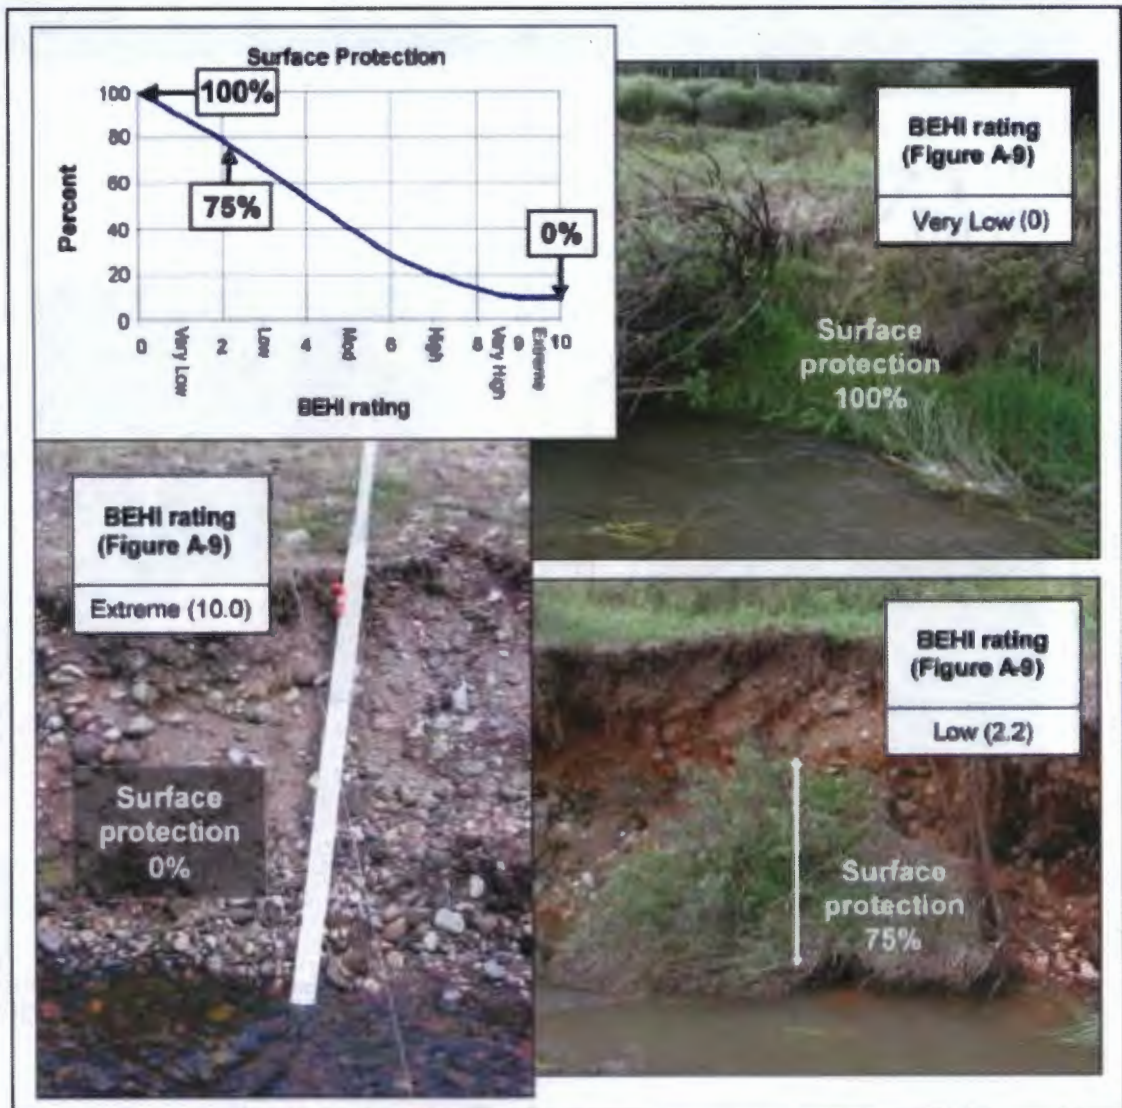 Surface Protection
100
80
60
40
20
0
Percent
100%
75%
0%
0
2
4
6
8
9
10
Very Low
Low
Mod
High
Very High
Extreme
BEHI rating
BEHI rating
(Figure A-9)
Very Low (0)
Surface
protection
100%
BEHI rating
(Figure A-9)
Extreme (10.0)
Surface
protection
0%
BEHI rating
(Figure A-9)
Low (2.2)
Surface
protection
75%